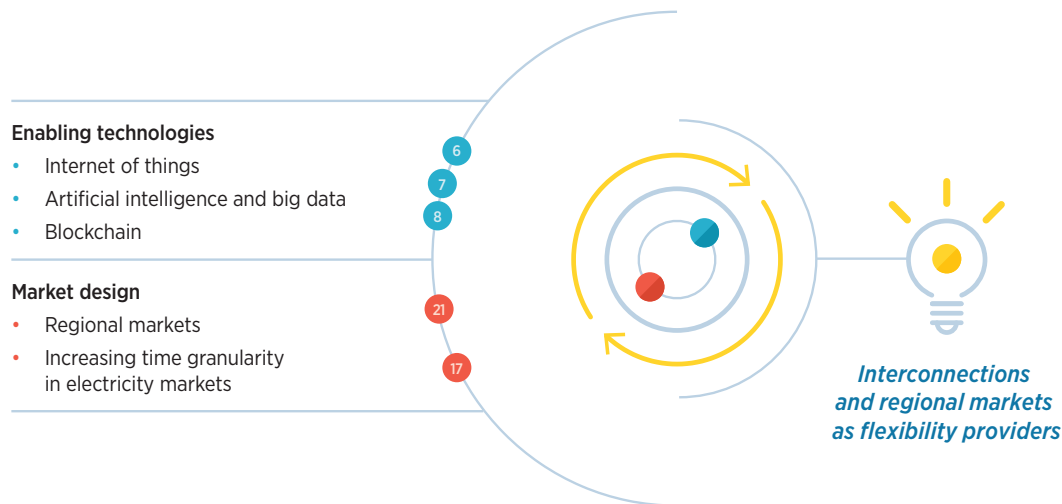 Enabling technologies
• Internet of things
• Artificial intelligence and big data
• Blockchain
6
7
8
Market design
• Regional markets
• Increasing time granularity
in electricity markets
21
17
Interconnections
and regional markets
as flexibility providers